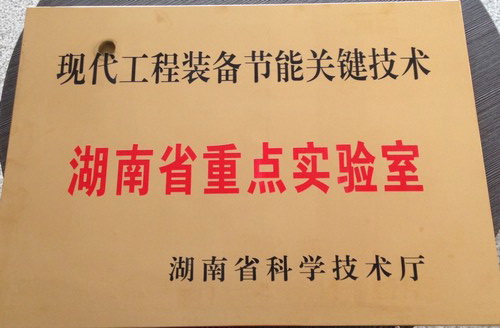 现代工程装备节能关键技术
湖南省重点实验室
湖南省科学技术厅